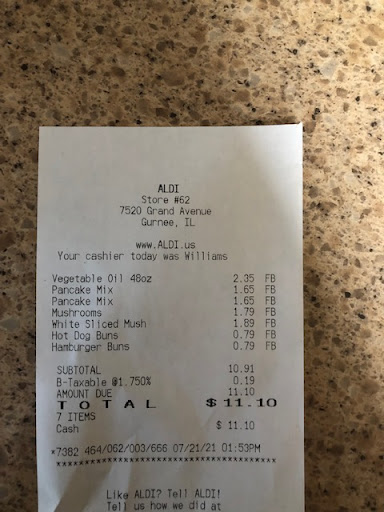 ALDI
Store #62
7520 Grand Avenue
Gurnee, IL
www.ALDI.us
Your cashier today was Williams
Vegetable Oil 48oz 2.35 FB
Pancake Mix 1.65 FB
Pancake Mix 1.65 FB
Mushrooms 1.79 FB
White Sliced Mush 1.89 FB
Hot Dog Buns 0.79 FB
Hamburger Buns 0.79 FB
SUBTOTAL 10.91
B-Taxable @1.750% 0.19
AMOUNT DUE 11.10
TOTAL $11.10
7 ITEMS
Cash $ 11.10
*7382 464/062/003/666 07/21/21 01:53PM
*******************************************
Like ALDI? Tell ALDI!
Tell us how we did at